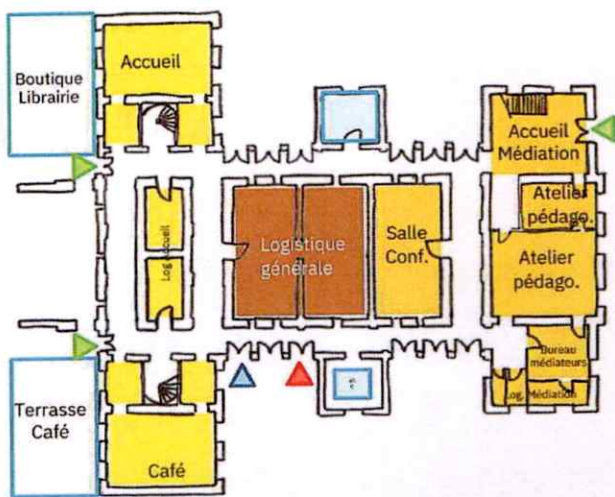 Accueil
Boutique
Librairie
Accueil
Médiation
Atelier
pédago.
Log. Accueil
Logistique
générale
Salle
Conf.
Atelier
pédago.
Bureau
médiateurs
Log. Médiation
Terrasse
Café
Café